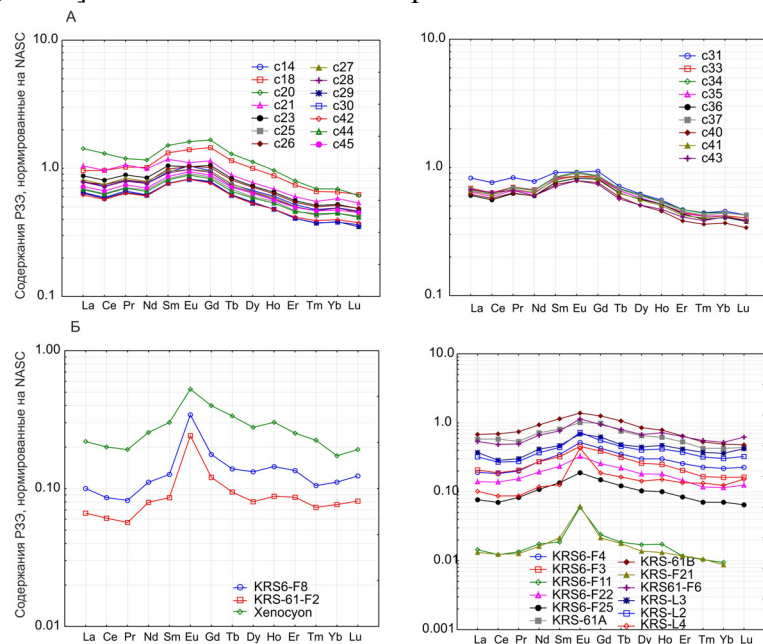 А
Содержания РЗЭ, нормированные на NASC
10.0
1.0
0.1
c14
c18
c20
c21
c23
c25
c26
c27
c28
c29
c30
c42
c44
c45
La Ce Pr Nd Sm Eu Gd Tb Dy Ho Er Tm Yb Lu
10.0
1.0
0.1
c31
c33
c34
c35
c36
c37
c40
c41
c43
La Ce Pr Nd Sm Eu Gd Tb Dy Ho Er Tm Yb Lu
Б
Содержания РЗЭ, нормированные на NASC
1.00
0.10
0.01
KRS6-F8
KRS-61-F2
Xenocyon
La Ce Pr Nd Sm Eu Gd Tb Dy Ho Er Tm Yb Lu
10.0
1.0
0.10
0.01
0.001
KRS6-F4
KRS6-F3
KRS6-F11
KRS6-F22
KRS6-F25
KRS-61A
KRS-61B
KRS-F21
KRS61-F6
KRS-L3
KRS-L2
KRS-L4
La Ce Pr Nd Sm Eu Gd Tb Dy Ho Er Tm Yb Lu